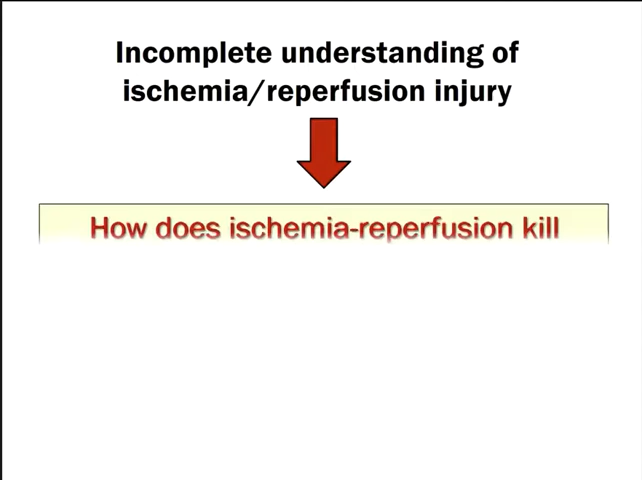 Incomplete understanding of
ischemia/reperfusion injury
How does ischemia-reperfusion kill